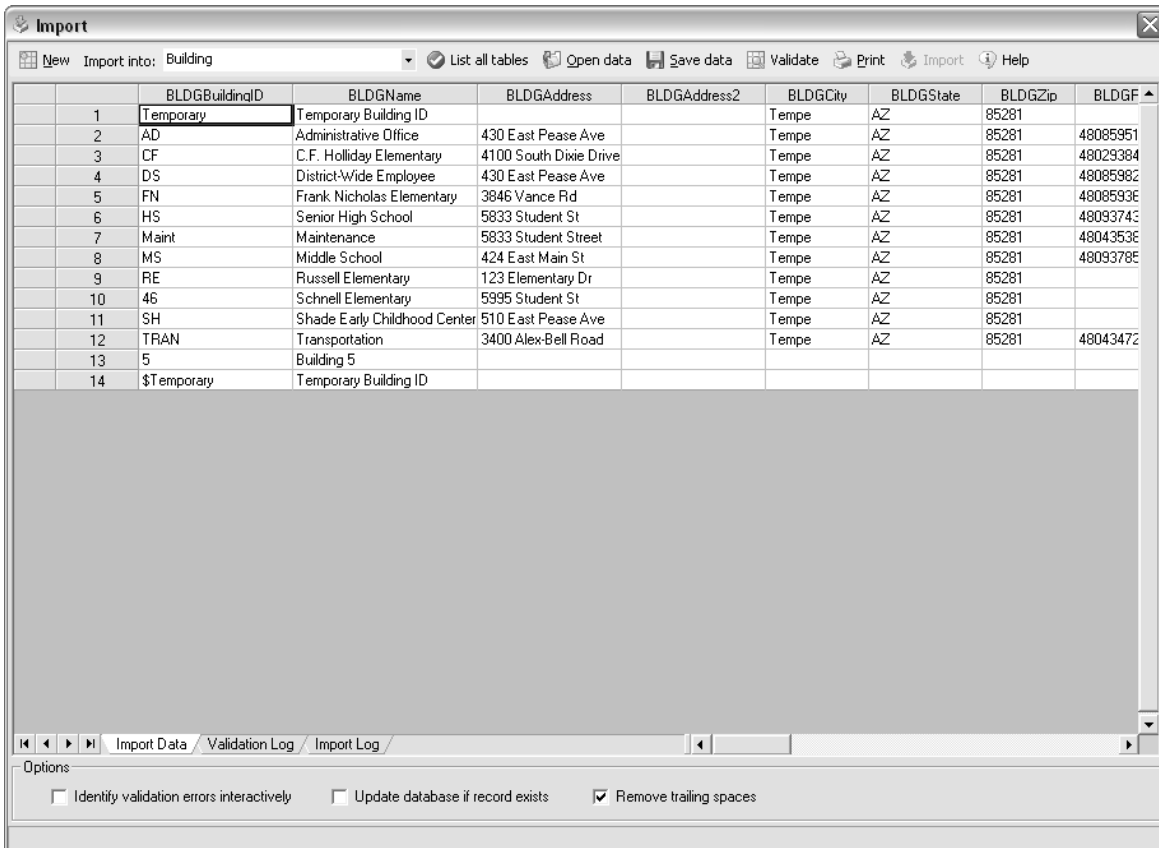 Import
New Import into: Building List all tables Open data Save data Validate Print Import Help
BLDGBuildingID BLDGName BLDGAddress BLDGAddress2 BLDGCity BLDGState BLDGZip BLDGF
1 Temporary Temporary Building ID Tempe AZ 85281
2 AD Administrative Office 430 East Pease Ave Tempe AZ 85281 48085951
3 CF C.F. Holliday Elementary 4100 South Dixie Drive Tempe AZ 85281 48029384
4 DS District-Wide Employee 430 East Pease Ave Tempe AZ 85281 48085982
5 FN Frank Nicholas Elementary 3846 Vance Rd Tempe AZ 85281 48085936
6 HS Senior High School 5833 Student St Tempe AZ 85281 48093743
7 Maint Maintenance 5833 Student Street Tempe AZ 85281 48043538
8 MS Middle School 424 East Main St Tempe AZ 85281 48093785
9 RE Russell Elementary 123 Elementary Dr Tempe AZ 85281
10 46 Schnell Elementary 5995 Student St Tempe AZ 85281
11 SH Shade Early Childhood Center 510 East Pease Ave Tempe AZ 85281
12 TRAN Transportation 3400 Alex-Bell Road Tempe AZ 85281 48043472
13 5 Building 5
14 $Temporary Temporary Building ID
Import Data Validation Log Import Log
Options
Identify validation errors interactively Update database if record exists Remove trailing spaces